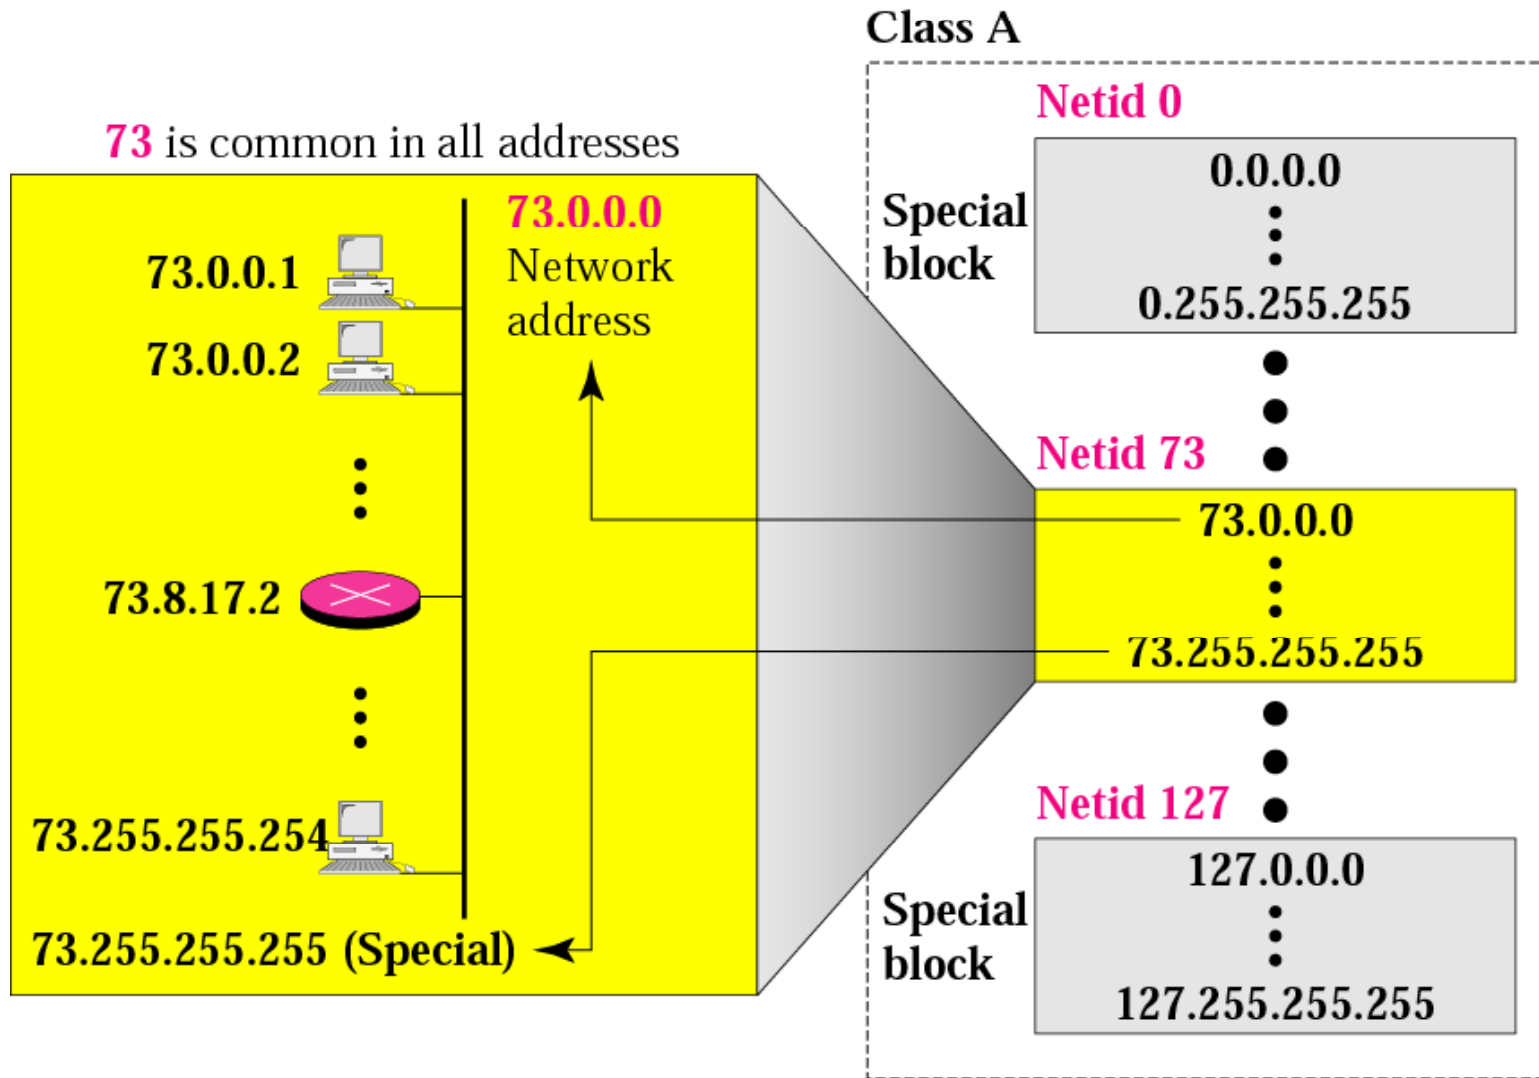 Class A
73 is common in all addresses
73.0.0.0
Network
address
73.0.0.1
73.0.0.2
73.8.17.2
73.255.255.254
73.255.255.255 (Special)
Netid 0
Special
block
0.0.0.0
0.255.255.255
Netid 73
73.0.0.0
73.255.255.255
Netid 127
Special
block
127.0.0.0
127.255.255.255